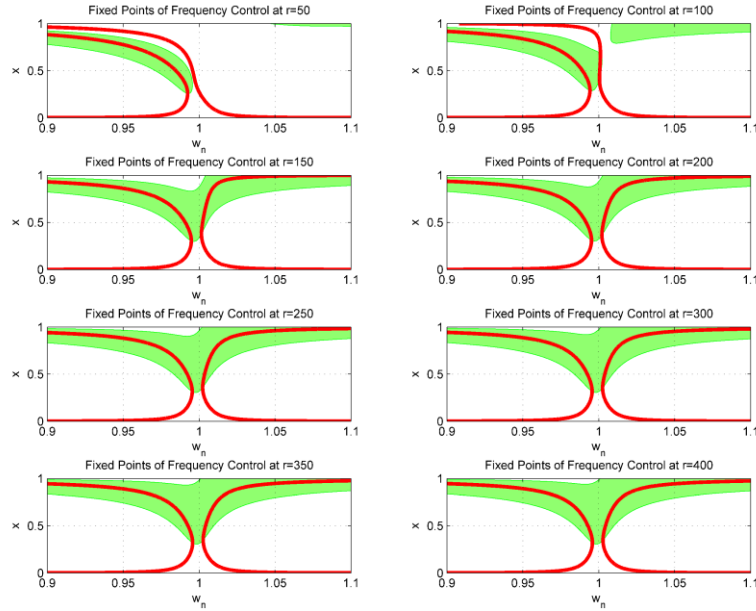 Fixed Points of Frequency Control at r=50
1
x
0.5
0
0.9
0.95
1
1.05
1.1
w_n
Fixed Points of Frequency Control at r=100
1
x
0.5
0
0.9
0.95
1
1.05
1.1
w_n
Fixed Points of Frequency Control at r=150
1
x
0.5
0
0.9
0.95
1
1.05
1.1
w_n
Fixed Points of Frequency Control at r=200
1
x
0.5
0
0.9
0.95
1
1.05
1.1
w_n
Fixed Points of Frequency Control at r=250
1
x
0.5
0
0.9
0.95
1
1.05
1.1
w_n
Fixed Points of Frequency Control at r=300
1
x
0.5
0
0.9
0.95
1
1.05
1.1
w_n
Fixed Points of Frequency Control at r=350
1
x
0.5
0
0.9
0.95
1
1.05
1.1
w_n
Fixed Points of Frequency Control at r=400
1
x
0.5
0
0.9
0.95
1
1.05
1.1
w_n